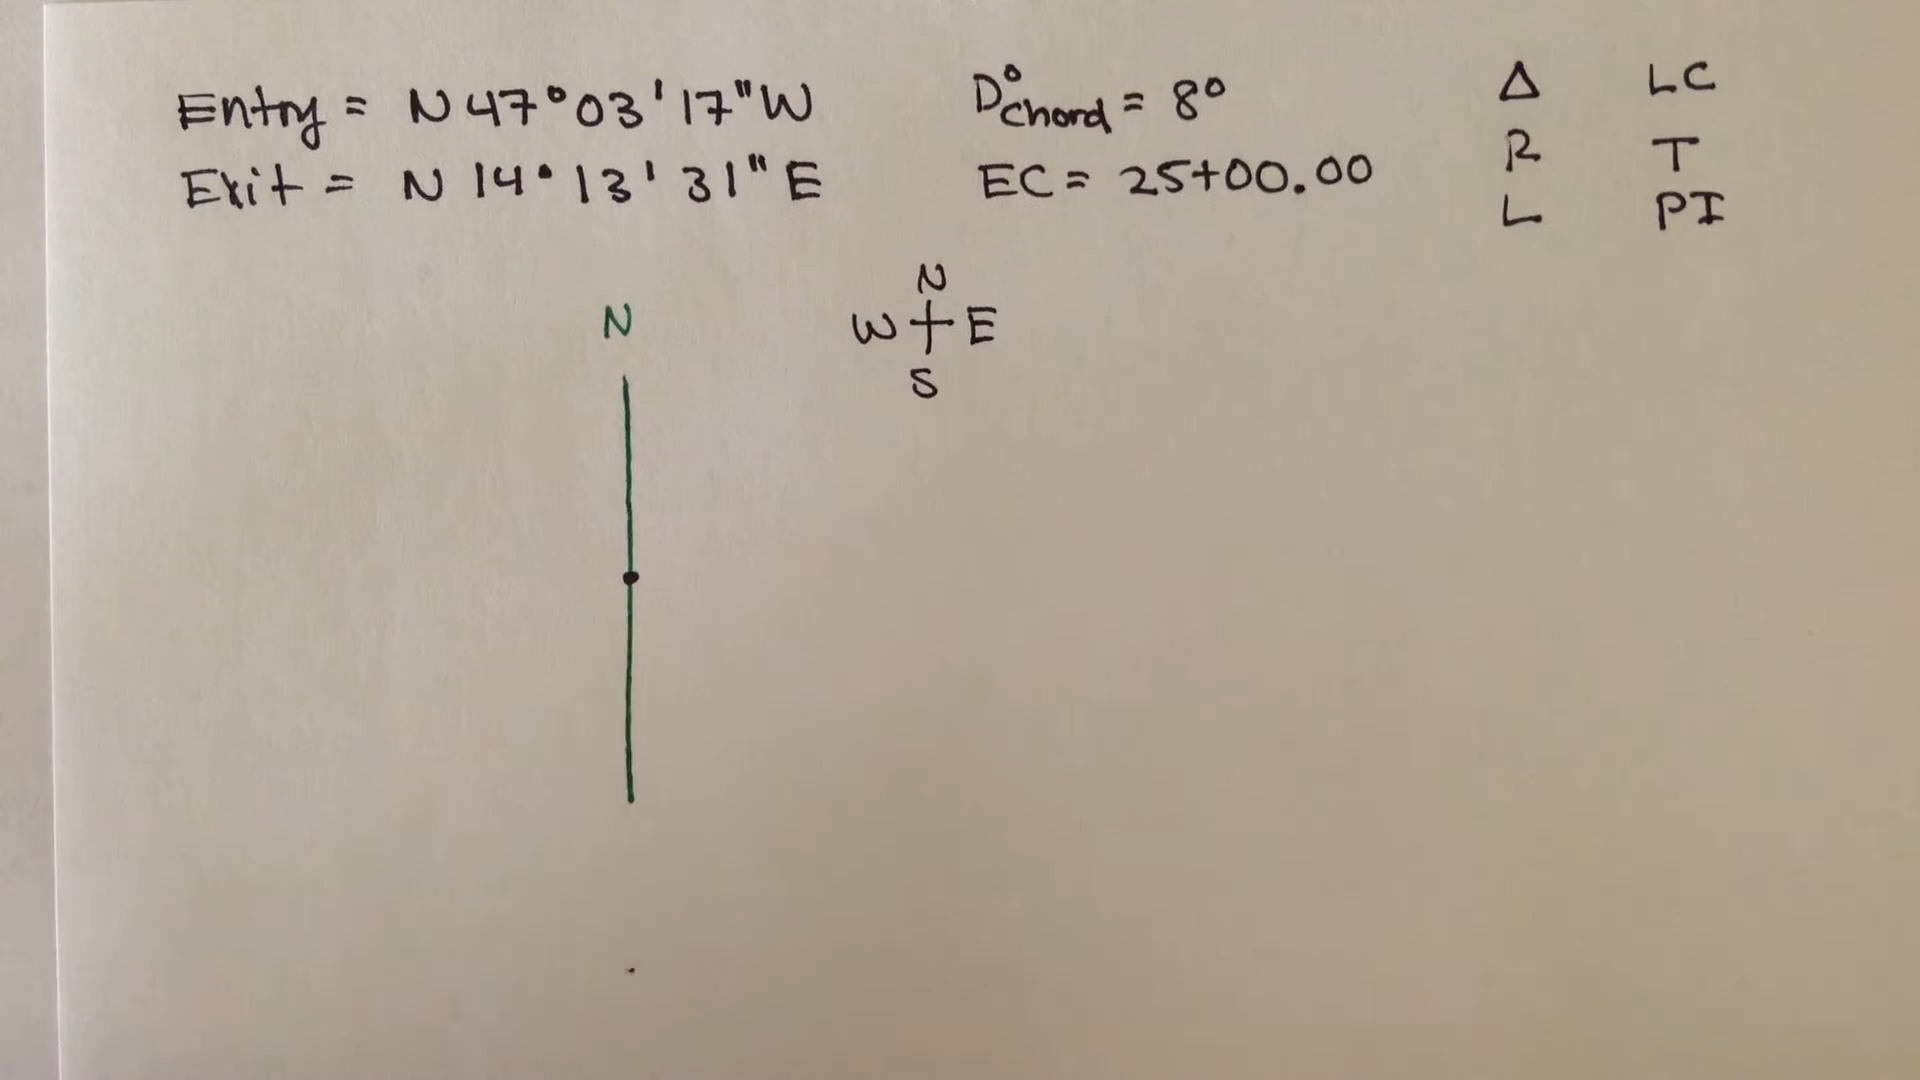 Entry = N 47°03'17"W
Exit = N 14°13'31"E
D°chord = 8°
EC = 25+00.00
Δ LC
R T
L PI
N
N
W E
S